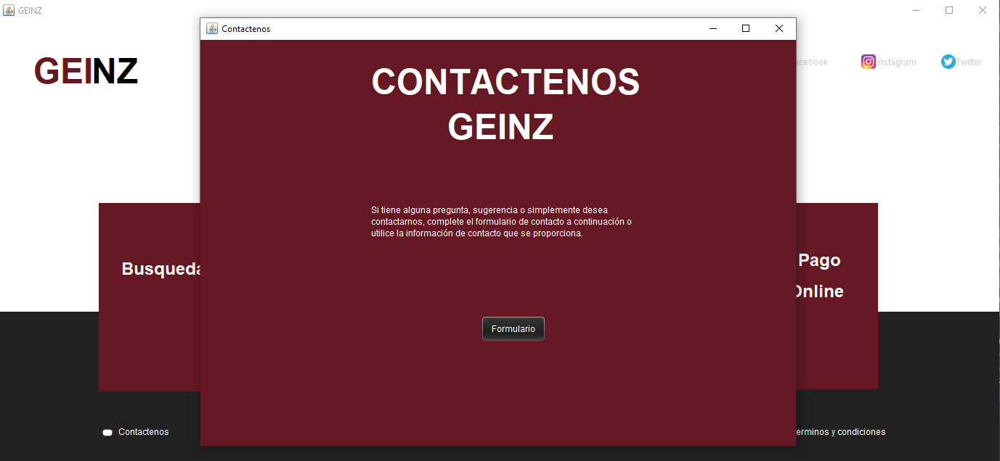 GEINZ
Contactenos
GEINZ
Instagram
Twitter
CONTACTENOS
GEINZ
Si tiene alguna pregunta, sugerencia o simplemente desea
contactarnos, complete el formulario de contacto a continuación o
utilice la información de contacto que se proporciona.
Busqueda
Pago
Online
Formulario
Contactenos
erminos y condiciones